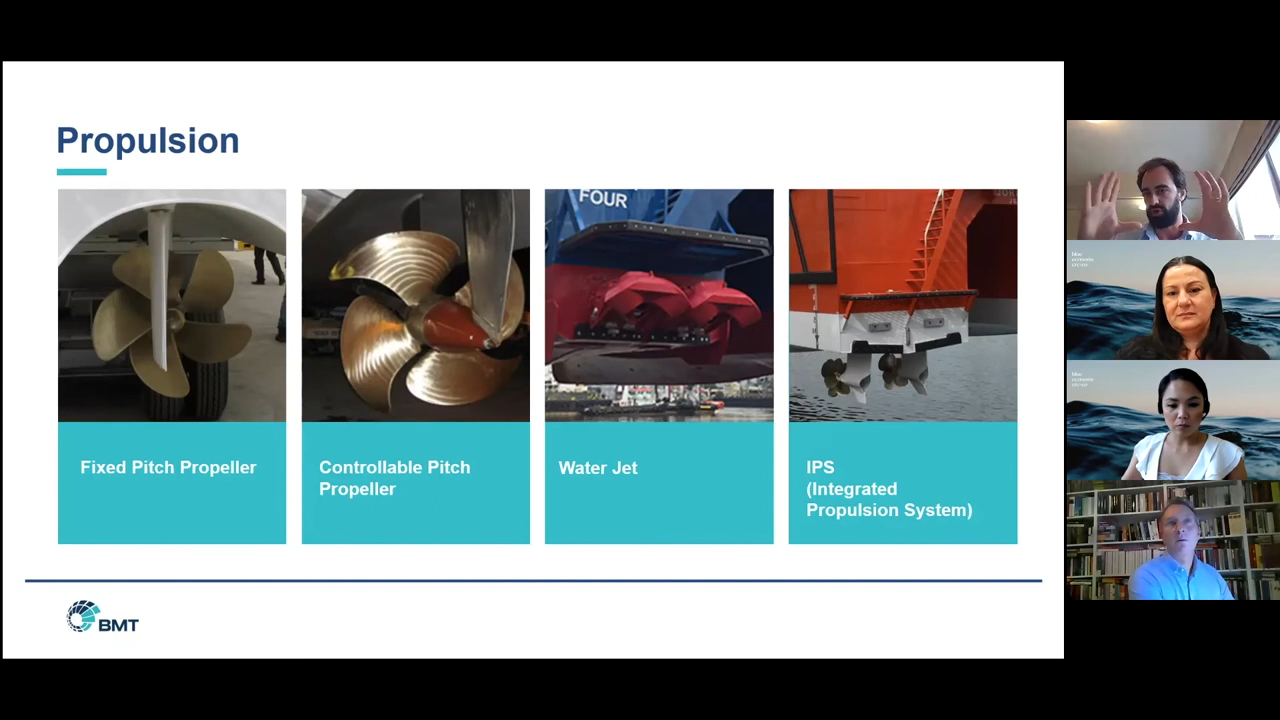 Propulsion
FOUR
Fixed Pitch Propeller
Controllable Pitch
Propeller
Water Jet
IPS
(Integrated
Propulsion System)
BMT